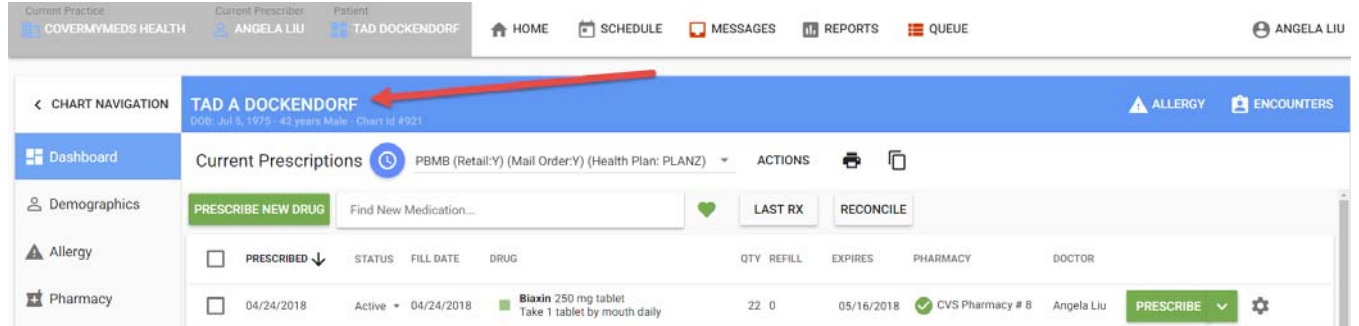 Current Practice Current Prescriber Patient
COVERMYMEDS HEALTH ANGELA LIU TAD DOCKENDORF HOME SCHEDULE MESSAGES REPORTS QUEUE ANGELA LIU
CHART NAVIGATION TAD A DOCKENDORF ALLERGY ENCOUNTERS
DOB: Jul 5, 1975 - 42 years Male - Chart Id #921
Dashboard Current Prescriptions PBMB (Retail:Y) (Mail Order:Y) (Health Plan: PLANZ) ACTIONS
Demographics PRESCRIBE NEW DRUG Find New Medication... LAST RX RECONCILE
Allergy PRESCRIBED STATUS FILL DATE DRUG QTY REFILL EXPIRES PHARMACY DOCTOR
Pharmacy 04/24/2018 Active 04/24/2018 Biaxin 250 mg tablet 22 0 05/16/2018 CVS Pharmacy # 8 Angela Liu PRESCRIBE
Take 1 tablet by mouth daily